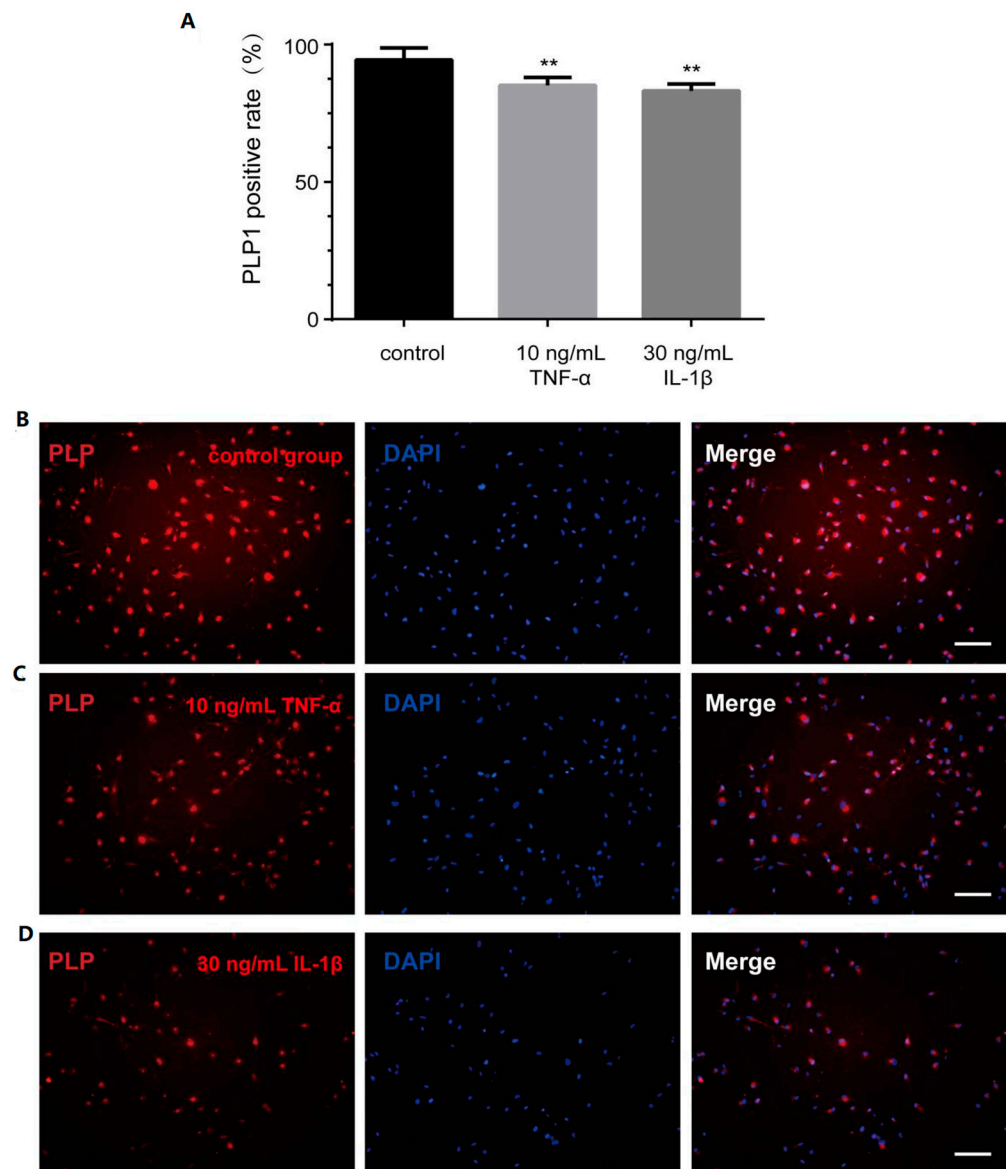 A
PLP1 positive rate (%)
100
50
0
**
**
control
10 ng/mL
TNF-α
30 ng/mL
IL-1β
B
PLP
control group
DAPI
Merge
C
PLP
10 ng/mL TNF-α
DAPI
Merge
D
PLP
30 ng/mL IL-1β
DAPI
Merge